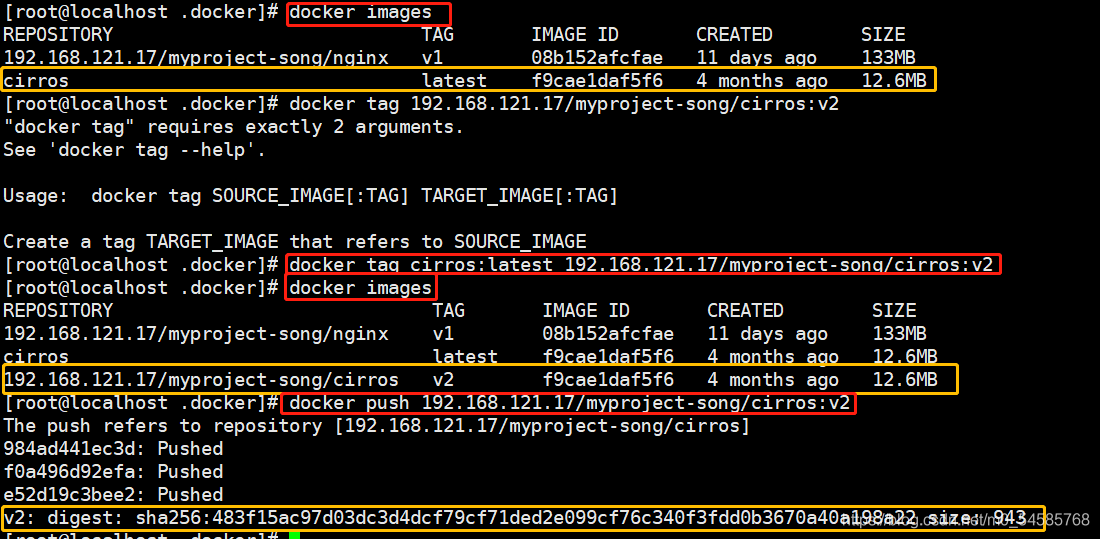 [root@localhost .docker]# docker images
REPOSITORY TAG IMAGE ID CREATED SIZE
192.168.121.17/myproject-song/nginx v1 08b152afcfae 11 days ago 133MB
cirros latest f9cae1daf5f6 4 months ago 12.6MB
[root@localhost .docker]# docker tag 192.168.121.17/myproject-song/cirros:v2
"docker tag" requires exactly 2 arguments.
See 'docker tag --help'.
Usage: docker tag SOURCE_IMAGE[:TAG] TARGET_IMAGE[:TAG]
Create a tag TARGET_IMAGE that refers to SOURCE_IMAGE
[root@localhost .docker]# docker tag cirros:latest 192.168.121.17/myproject-song/cirros:v2
[root@localhost .docker]# docker images
REPOSITORY TAG IMAGE ID CREATED SIZE
192.168.121.17/myproject-song/nginx v1 08b152afcfae 11 days ago 133MB
cirros latest f9cae1daf5f6 4 months ago 12.6MB
192.168.121.17/myproject-song/cirros v2 f9cae1daf5f6 4 months ago 12.6MB
[root@localhost .docker]# docker push 192.168.121.17/myproject-song/cirros:v2
The push refers to repository [192.168.121.17/myproject-song/cirros]
984ad441ec3d: Pushed
f0a496d92efa: Pushed
e52d19c3bee2: Pushed
v2: digest: sha256:483f15ac97d03dc3d4dcf79cf71ded2e099cf76c340f3fdd0b3670a40a198a22 size: 943
[root@localhost .docker]#